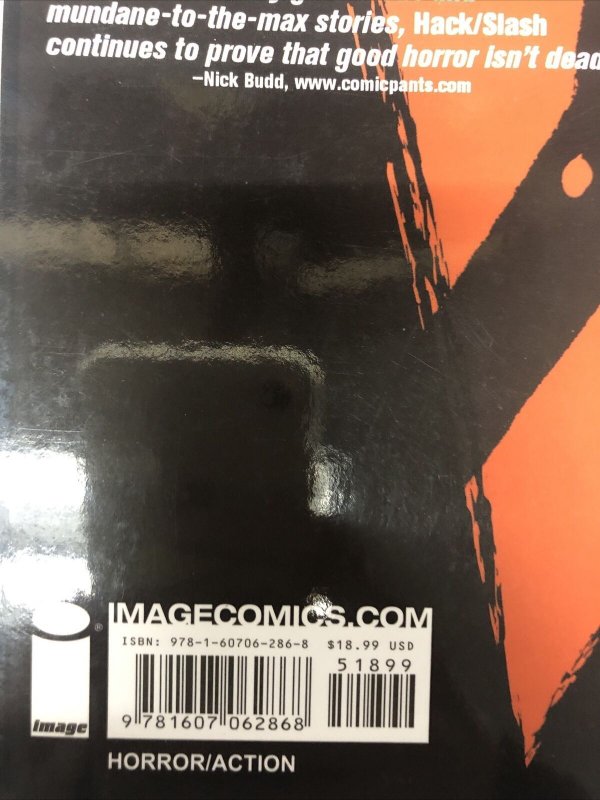 mundane-to-the-max stories, Hack/Slash
continues to prove that good horror isn't dead
—Nick Budd, www.comicpants.com
IMAGECOMICS.COM
®
ISBN: 978-1-60706-286-8 $18.99 USD
51899
9 781607 062868
image
HORROR/ACTION